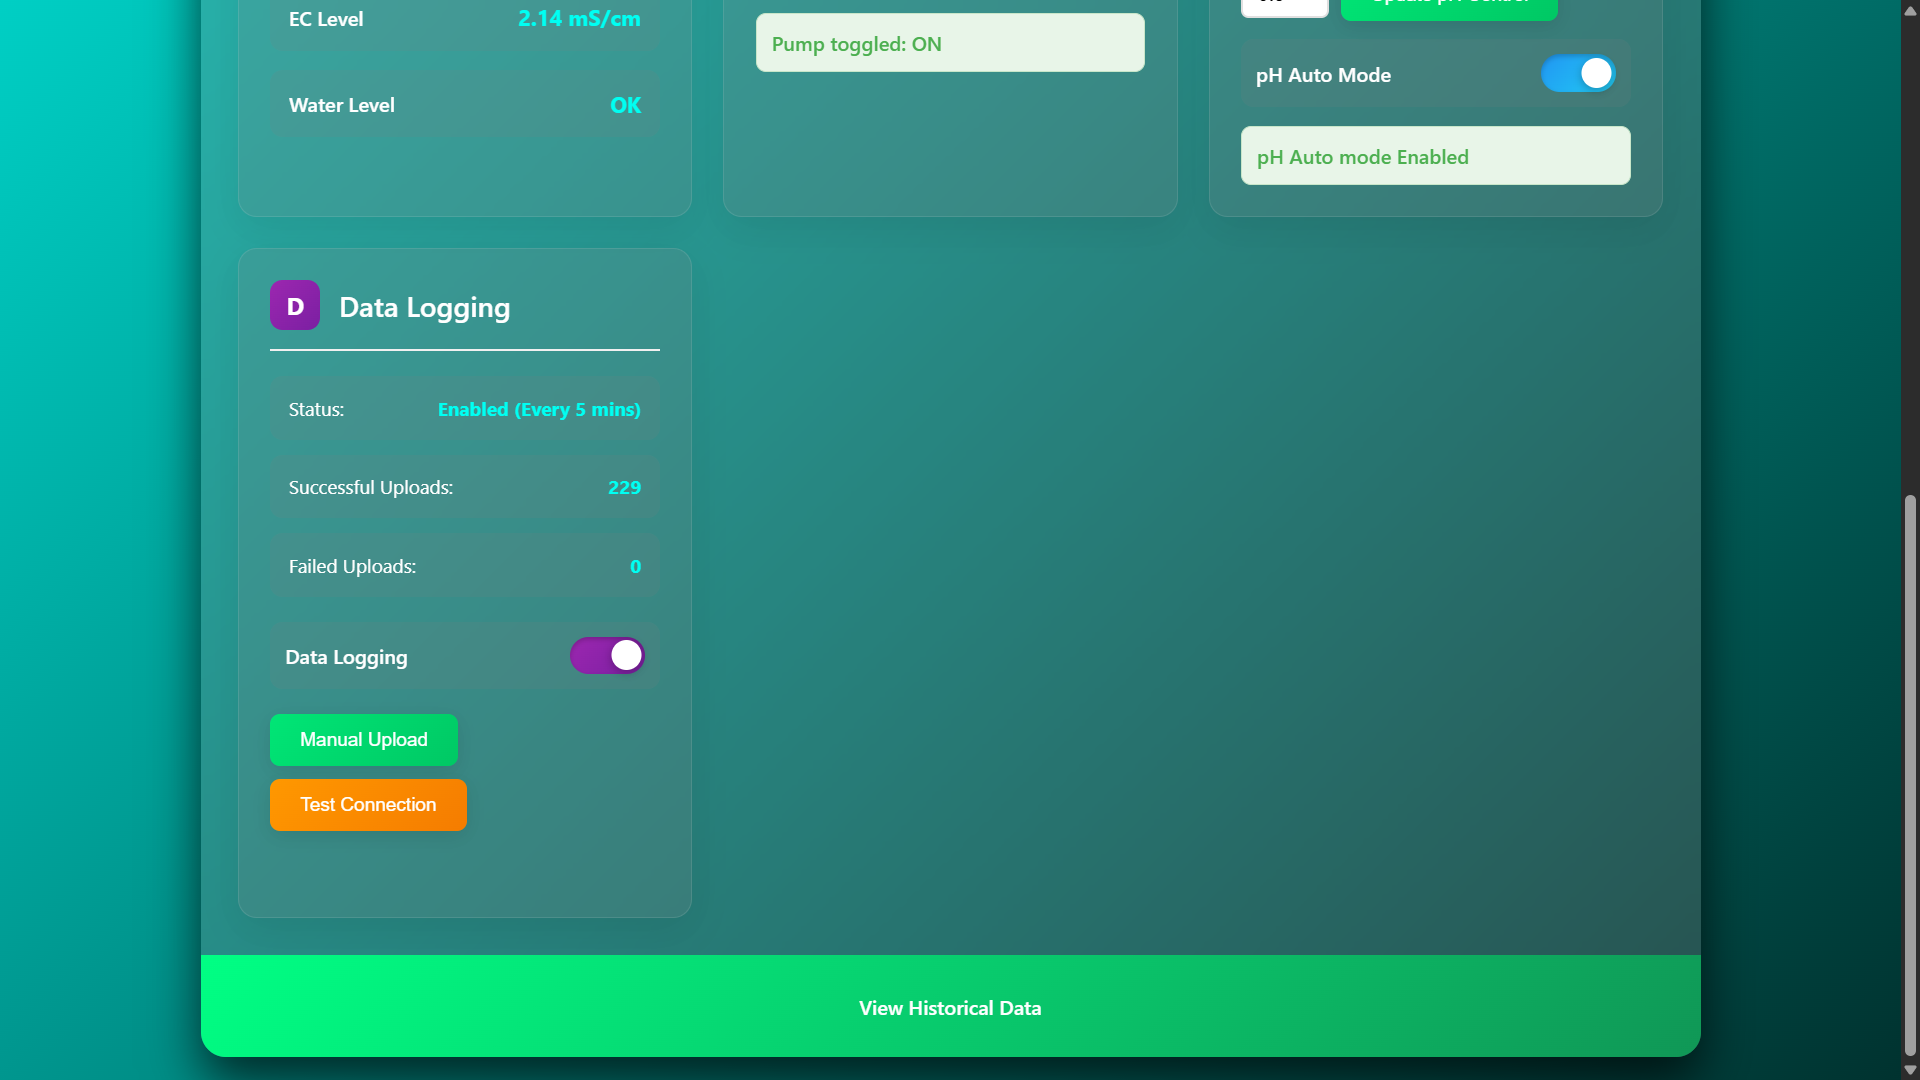 EC Level 2.14 mS/cm
Water Level OK
Pump toggled: ON
pH Auto Mode
pH Auto mode Enabled
D Data Logging
Status: Enabled (Every 5 mins)
Successful Uploads: 229
Failed Uploads: 0
Data Logging
Manual Upload
Test Connection
View Historical Data